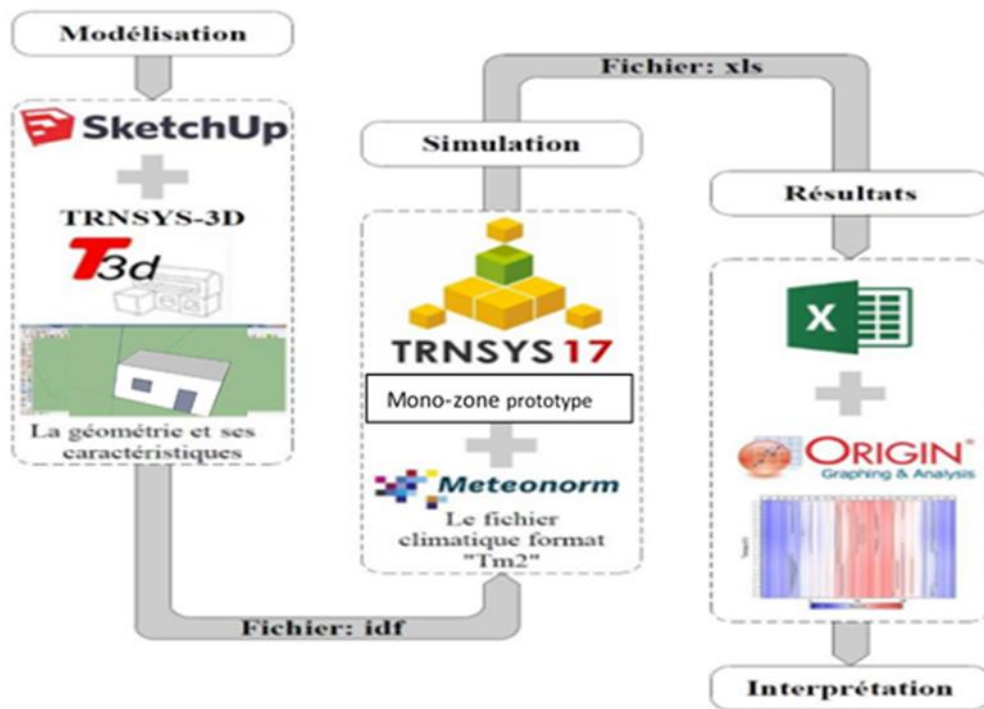 Modélisation
SketchUp
TRNSYS-3D
T3d
La géométrie et ses
caractéristiques
Fichier: idf
Simulation
TRNSYS 17
Mono-zone prototype
Meteonorm
Le fichier
climatique format
"Tm2"
Fichier: xls
Résultats
X
ORIGIN®
Graphing & Analysis
Interprétation